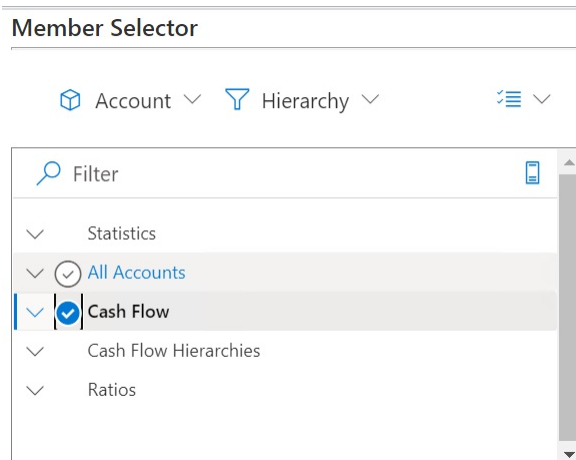 Member Selector
Account Hierarchy
Filter
Statistics
All Accounts
Cash Flow
Cash Flow Hierarchies
Ratios